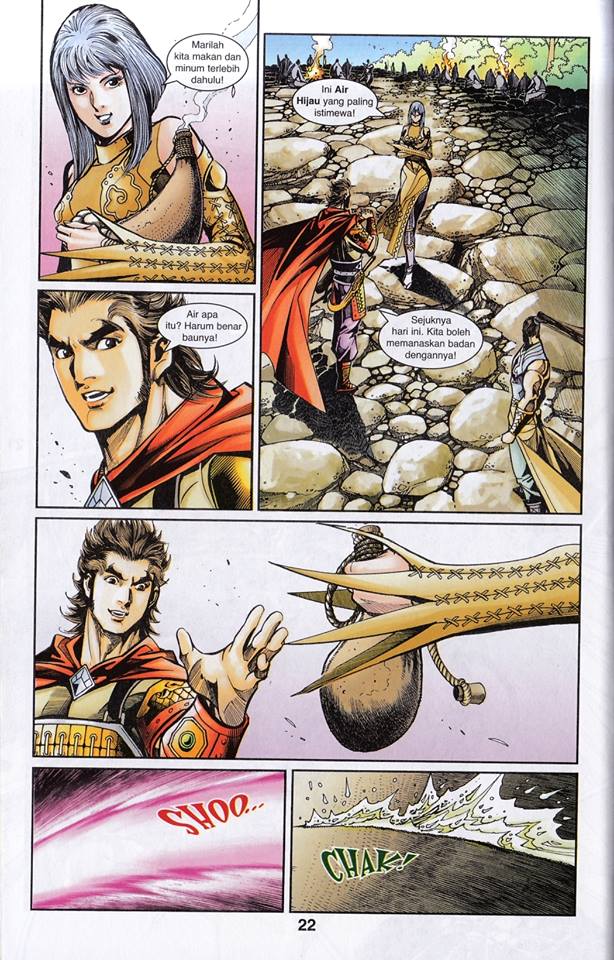 Marilah
kita makan dan
minum terlebih
dahulu!
Ini Air
Hijau yang paling
istimewa!
Air apa
itu? Harum benar
baunya!
Sejuknya
hari ini. Kita boleh
memanaskan badan
dengannya!
SHOO...
CHAK!
22